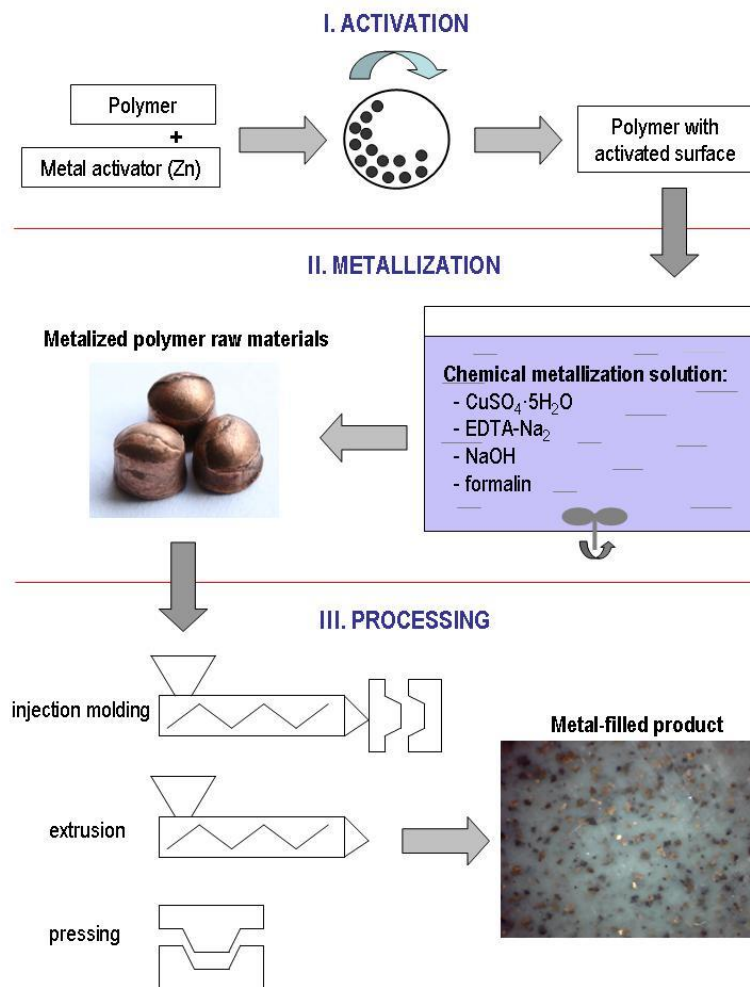 I. ACTIVATION
Polymer
+
Metal activator (Zn)
Polymer with
activated surface
II. METALLIZATION
Metalized polymer raw materials
Chemical metallization solution:
- CuSO₄·5H₂O
- EDTA-Na₂
- NaOH
- formalin
III. PROCESSING
injection molding
Metal-filled product
extrusion
pressing